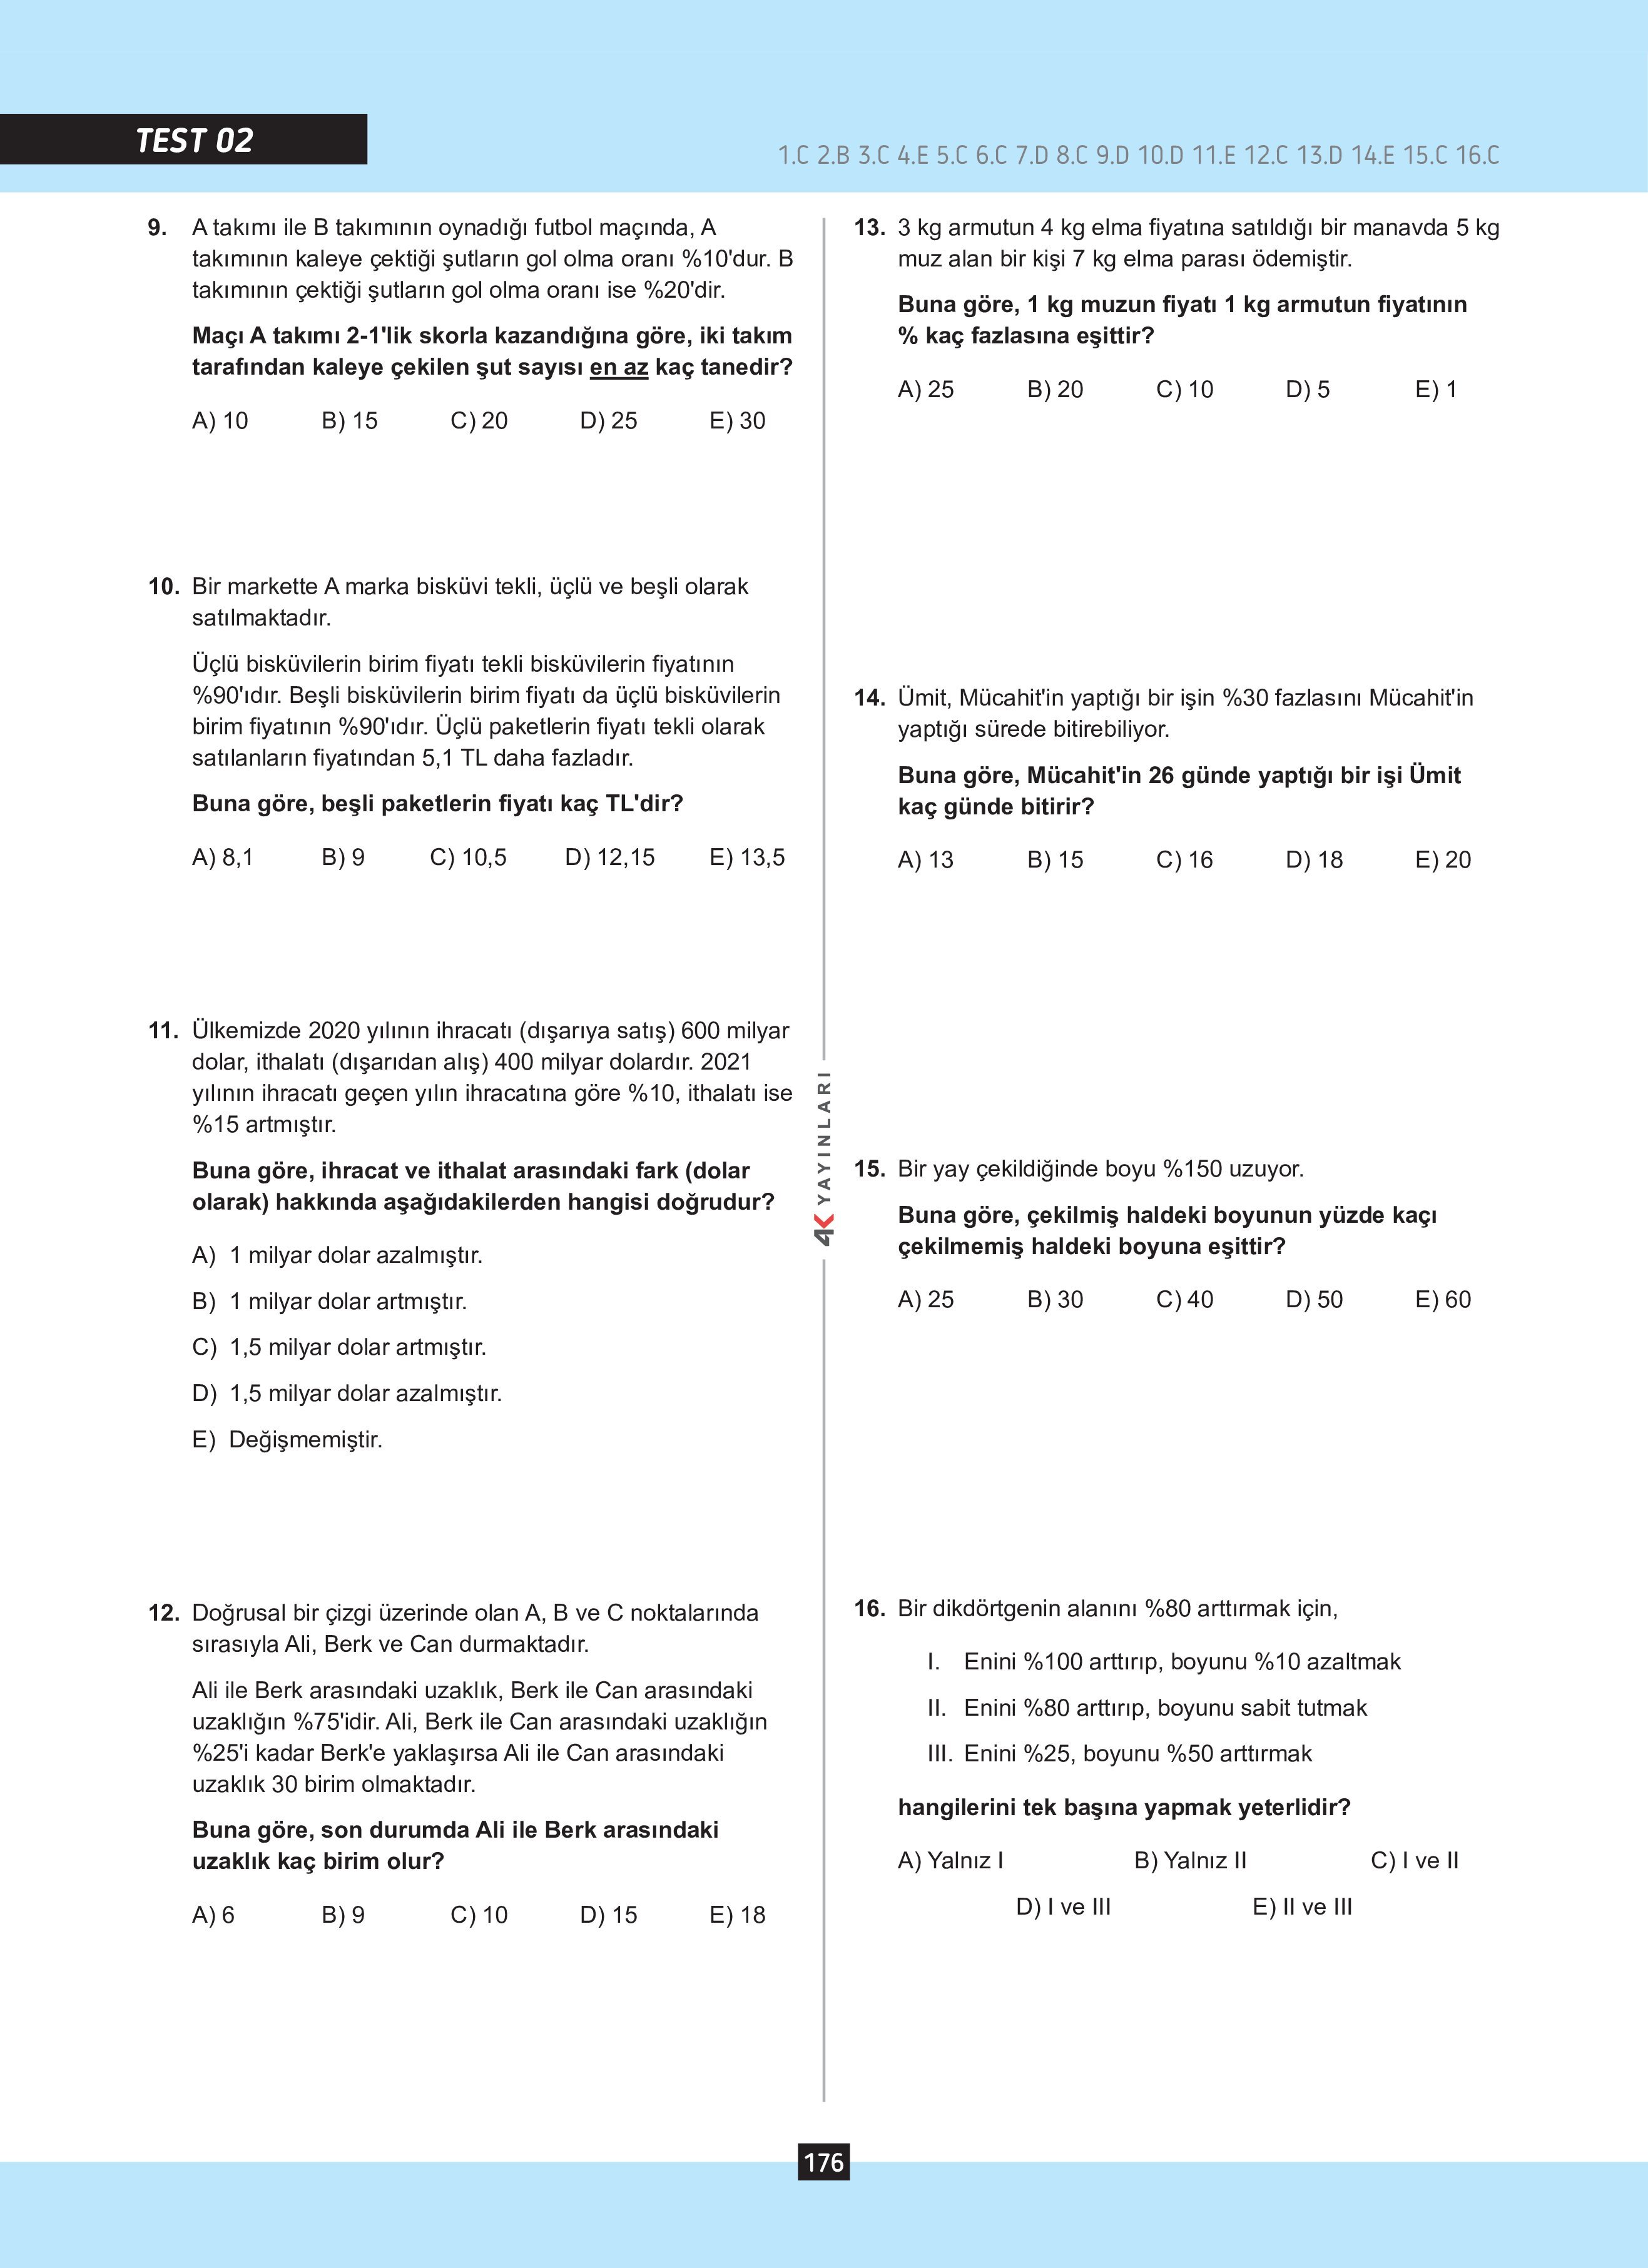 TEST 02
1.C 2.B 3.C 4.E 5.C 6.C 7.D 8.C 9.D 10.D 11.E 12.C 13.D 14.E 15.C 16.C
9. A takımı ile B takımının oynadığı futbol maçında, A
takımının kaleye çektiği şutların gol olma oranı %10'dur. B
takımının çektiği şutların gol olma oranı ise %20'dir.
Maçı A takımı 2-1'lik skorla kazandığına göre, iki takım
tarafından kaleye çekilen şut sayısı en az kaç tanedir?
A) 10 B) 15 C) 20 D) 25 E) 30
10. Bir markette A marka bisküvi tekli, üçlü ve beşli olarak
satılmaktadır.
Üçlü bisküvilerin birim fiyatı tekli bisküvilerin fiyatının
%90'ıdır. Beşli bisküvilerin birim fiyatı da üçlü bisküvilerin
birim fiyatının %90'ıdır. Üçlü paketlerin fiyatı tekli olarak
satılanların fiyatından 5,1 TL daha fazladır.
Buna göre, beşli paketlerin fiyatı kaç TL'dir?
A) 8,1 B) 9 C) 10,5 D) 12,15 E) 13,5
11. Ülkemizde 2020 yılının ihracatı (dışarıya satış) 600 milyar
dolar, ithalatı (dışarıdan alış) 400 milyar dolardır. 2021
yılının ihracatı geçen yılın ihracatına göre %10, ithalatı ise
%15 artmıştır.
Buna göre, ihracat ve ithalat arasındaki fark (dolar
olarak) hakkında aşağıdakilerden hangisi doğrudur?
A) 1 milyar dolar azalmıştır.
B) 1 milyar dolar artmıştır.
C) 1,5 milyar dolar artmıştır.
D) 1,5 milyar dolar azalmıştır.
E) Değişmemiştir.
12. Doğrusal bir çizgi üzerinde olan A, B ve C noktalarında
sırasıyla Ali, Berk ve Can durmaktadır.
Ali ile Berk arasındaki uzaklık, Berk ile Can arasındaki
uzaklığın %75'idir. Ali, Berk ile Can arasındaki uzaklığın
%25'i kadar Berk'e yaklaşırsa Ali ile Can arasındaki
uzaklık 30 birim olmaktadır.
Buna göre, son durumda Ali ile Berk arasındaki
uzaklık kaç birim olur?
A) 6 B) 9 C) 10 D) 15 E) 18
4K YAYINLARI
13. 3 kg armutun 4 kg elma fiyatına satıldığı bir manavda 5 kg
muz alan bir kişi 7 kg elma parası ödemiştir.
Buna göre, 1 kg muzun fiyatı 1 kg armutun fiyatının
% kaç fazlasına eşittir?
A) 25 B) 20 C) 10 D) 5 E) 1
14. Ümit, Mücahit'in yaptığı bir işin %30 fazlasını Mücahit'in
yaptığı sürede bitirebiliyor.
Buna göre, Mücahit'in 26 günde yaptığı bir işi Ümit
kaç günde bitirir?
A) 13 B) 15 C) 16 D) 18 E) 20
15. Bir yay çekildiğinde boyu %150 uzuyor.
Buna göre, çekilmiş haldeki boyunun yüzde kaçı
çekilmemiş haldeki boyuna eşittir?
A) 25 B) 30 C) 40 D) 50 E) 60
16. Bir dikdörtgenin alanını %80 arttırmak için,
I. Enini %100 arttırıp, boyunu %10 azaltmak
II. Enini %80 arttırıp, boyunu sabit tutmak
III. Enini %25, boyunu %50 arttırmak
hangilerini tek başına yapmak yeterlidir?
A) Yalnız I B) Yalnız II C) I ve II
D) I ve III E) II ve III
176